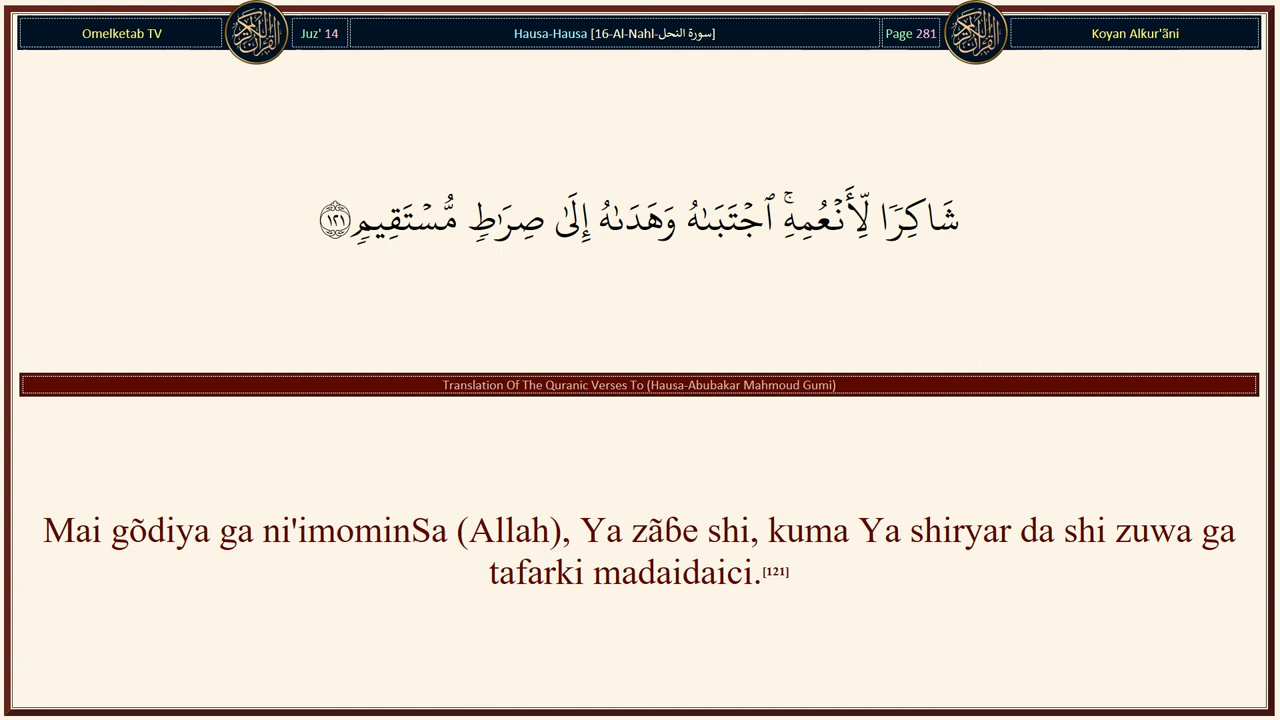 Omelketab TV
Juz' 14
Hausa-Hausa [16-Al-Nahl-سورة النحل]
Page 281
Koyan Alƙur'ãni
شَاكِرٗا لِّأَنۡعُمِهِۚ ٱجۡتَبَىٰهُ وَهَدَىٰهُ إِلَىٰ صِرَٰطٖ مُّسۡتَقِيمٖ ١٢١
Translation Of The Quranic Verses To (Hausa-Abubakar Mahmoud Gumi)
Mai gõdiya ga ni'imominSa (Allah), Ya zãɓe shi, kuma Ya shiryar da shi zuwa ga
tafarki madaidaici.[121]